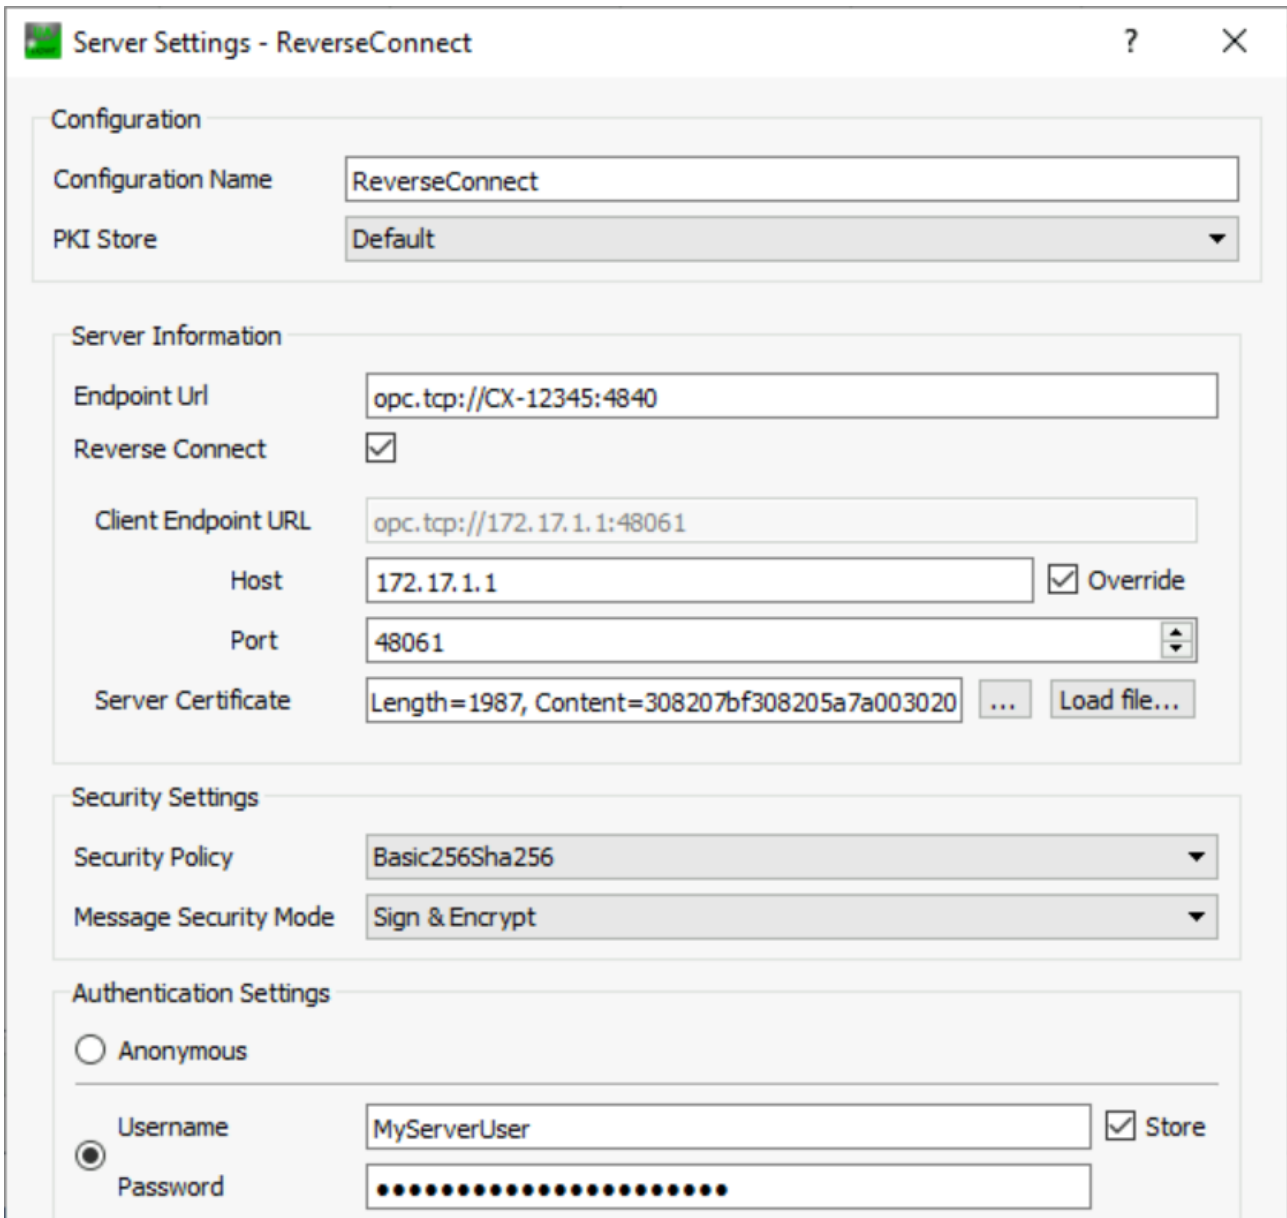 Server Settings - ReverseConnect ?
Configuration
Configuration Name ReverseConnect
PKI Store Default
Server Information
Endpoint Url opc.tcp://CX-12345:4840
Reverse Connect
Client Endpoint URL opc.tcp://172.17.1.1:48061
Host 172.17.1.1 Override
Port 48061
Server Certificate Length=1987, Content=308207bf308205a7a003020 ... Load file...
Security Settings
Security Policy Basic256Sha256
Message Security Mode Sign & Encrypt
Authentication Settings
Anonymous
Username MyServerUser Store
Password ••••••••••••••••••••••